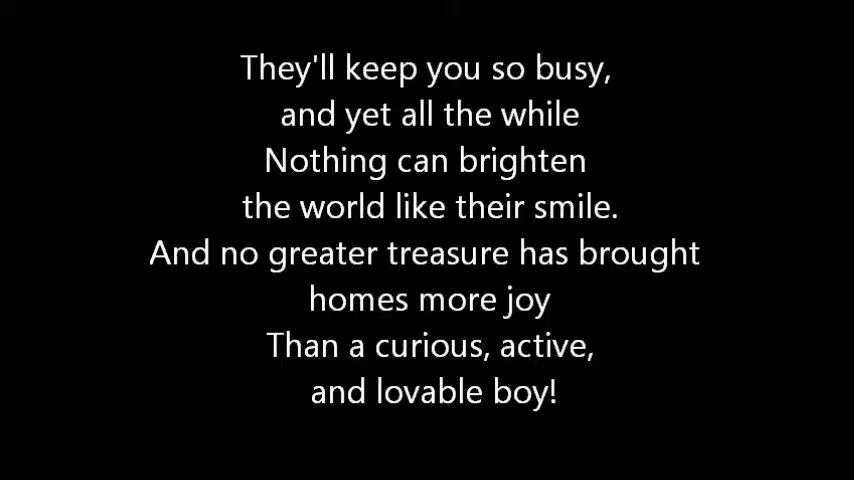 They'll keep you so busy,
and yet all the while
Nothing can brighten
the world like their smile.
And no greater treasure has brought
homes more joy
Than a curious, active,
and lovable boy!